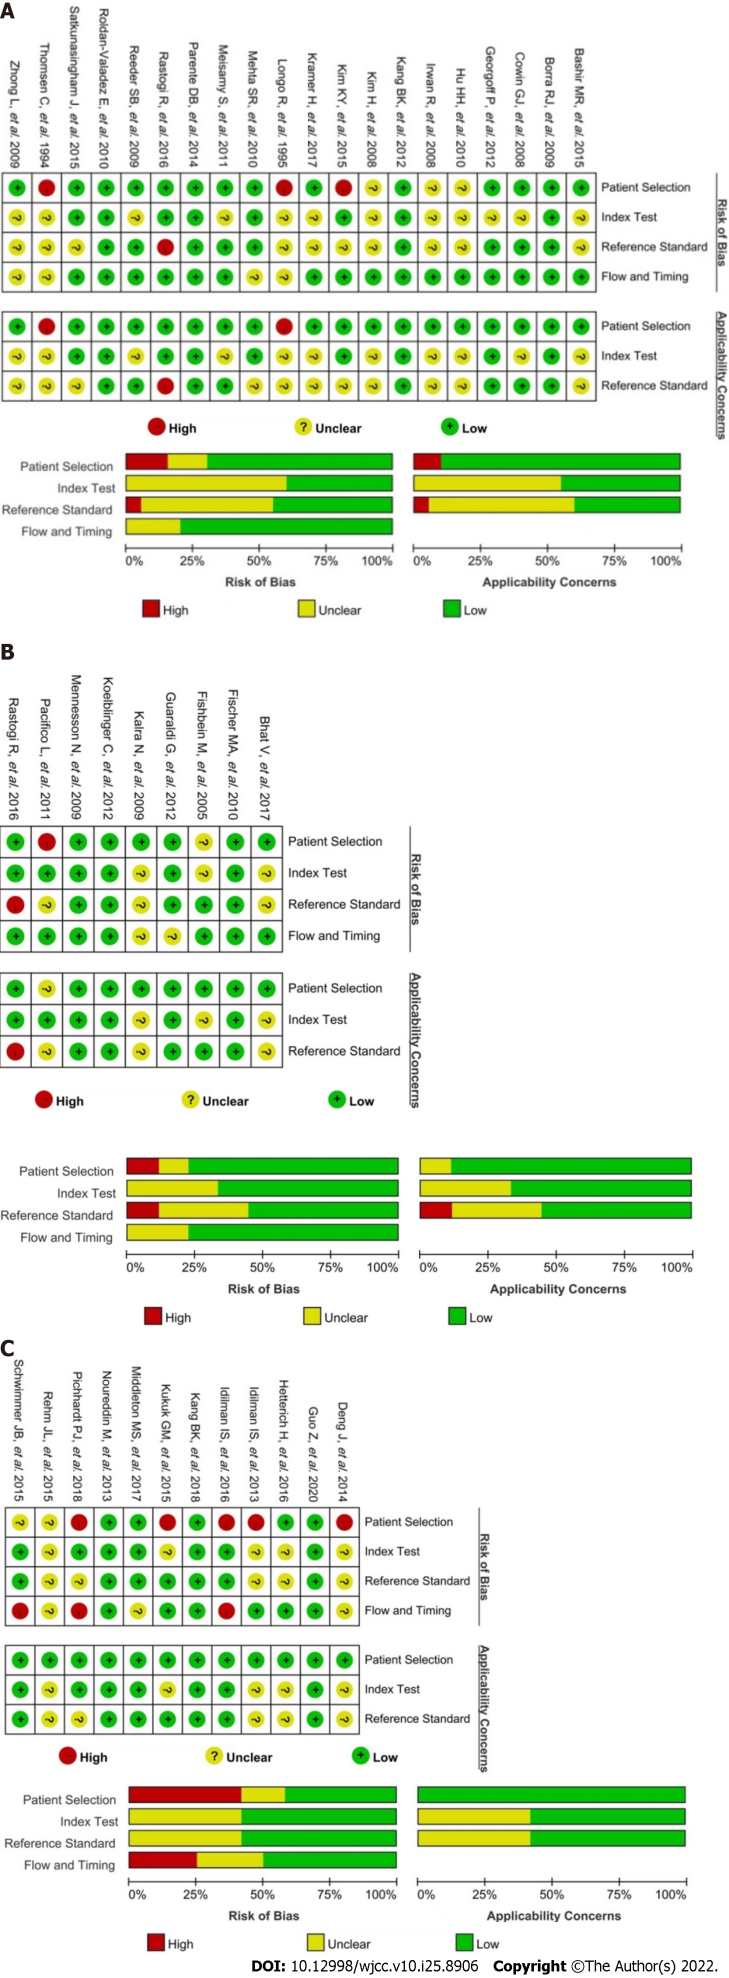 A
Zhong L, et al. 2009
Thomsen C, et al. 1994
Satkunasingham J, et al. 2015
Roldan-Valadez E, et al. 2010
Reeder SB, et al. 2009
Rastogi R, et al. 2016
Parente DB, et al. 2014
Meisamy S, et al. 2011
Mehta SR, et al. 2010
Longo R, et al. 1995
Kramer H, et al. 2017
Kim KY, et al. 2015
Kim H, et al. 2008
Kang BK, et al. 2012
Irwan R, et al. 2008
Hu HH, et al. 2010
Georgoff P, et al. 2012
Cowin GJ, et al. 2008
Borra RJ, et al. 2009
Bashir MR, et al. 2015
Patient Selection
Index Test
Reference Standard
Flow and Timing
Risk of Bias
Patient Selection
Index Test
Reference Standard
Applicability Concerns
High
? Unclear
+ Low
Patient Selection
Index Test
Reference Standard
Flow and Timing
0% 25% 50% 75% 100%
0% 25% 50% 75% 100%
Risk of Bias
Applicability Concerns
High
Unclear
Low
B
Rastogi R, et al. 2016
Pacifico L, et al. 2011
Mennesson N, et al. 2009
Koelblinger C, et al. 2012
Kalra N, et al. 2009
Guaraldi G, et al. 2012
Fishbein M, et al. 2005
Fischer MA, et al. 2010
Bhat V, et al. 2017
Patient Selection
Index Test
Reference Standard
Flow and Timing
Risk of Bias
Patient Selection
Index Test
Reference Standard
Applicability Concerns
High
? Unclear
+ Low
Patient Selection
Index Test
Reference Standard
Flow and Timing
0% 25% 50% 75% 100%
0% 25% 50% 75% 100%
Risk of Bias
Applicability Concerns
High
Unclear
Low
C
Schwimmer JB, et al. 2015
Rehm JL, et al. 2015
Pichhardt PJ, et al. 2018
Noureddin M, et al. 2013
Middleton MS, et al. 2017
Kukuk GM, et al. 2015
Kang BK, et al. 2018
Idilman IS, et al. 2016
Idilman IS, et al. 2013
Hetterich H, et al. 2016
Guo Z, et al. 2020
Deng J, et al. 2014
Patient Selection
Index Test
Reference Standard
Flow and Timing
Risk of Bias
Patient Selection
Index Test
Reference Standard
Applicability Concerns
High
? Unclear
+ Low
Patient Selection
Index Test
Reference Standard
Flow and Timing
0% 25% 50% 75% 100%
0% 25% 50% 75% 100%
Risk of Bias
Applicability Concerns
High
Unclear
Low
DOI: 10.12998/wjcc.v10.i25.8906 Copyright ©The Author(s) 2022.